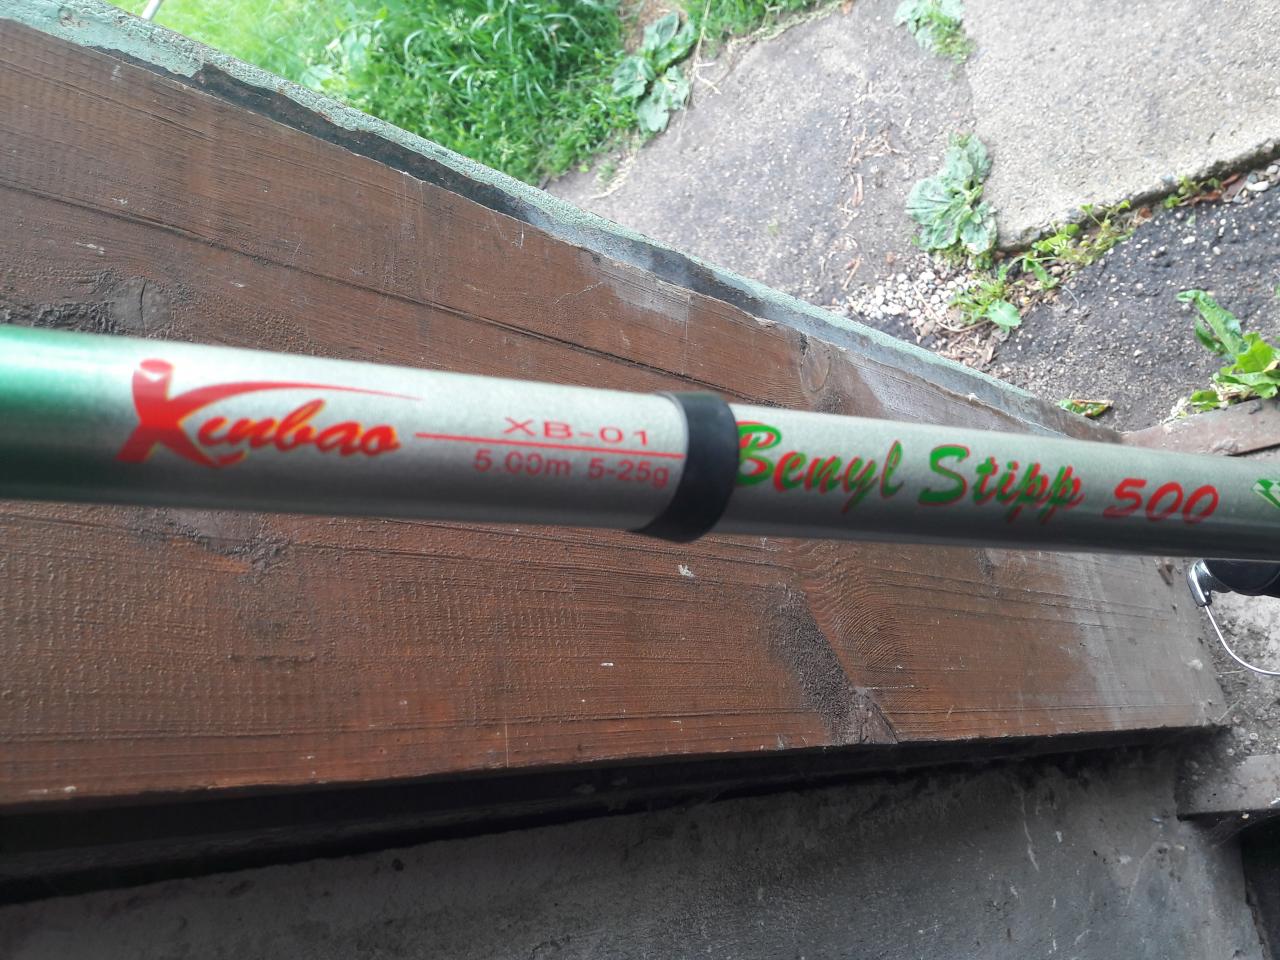 Xinbao
XB-01
5.00m 5-25g
Benyl Stipp 500